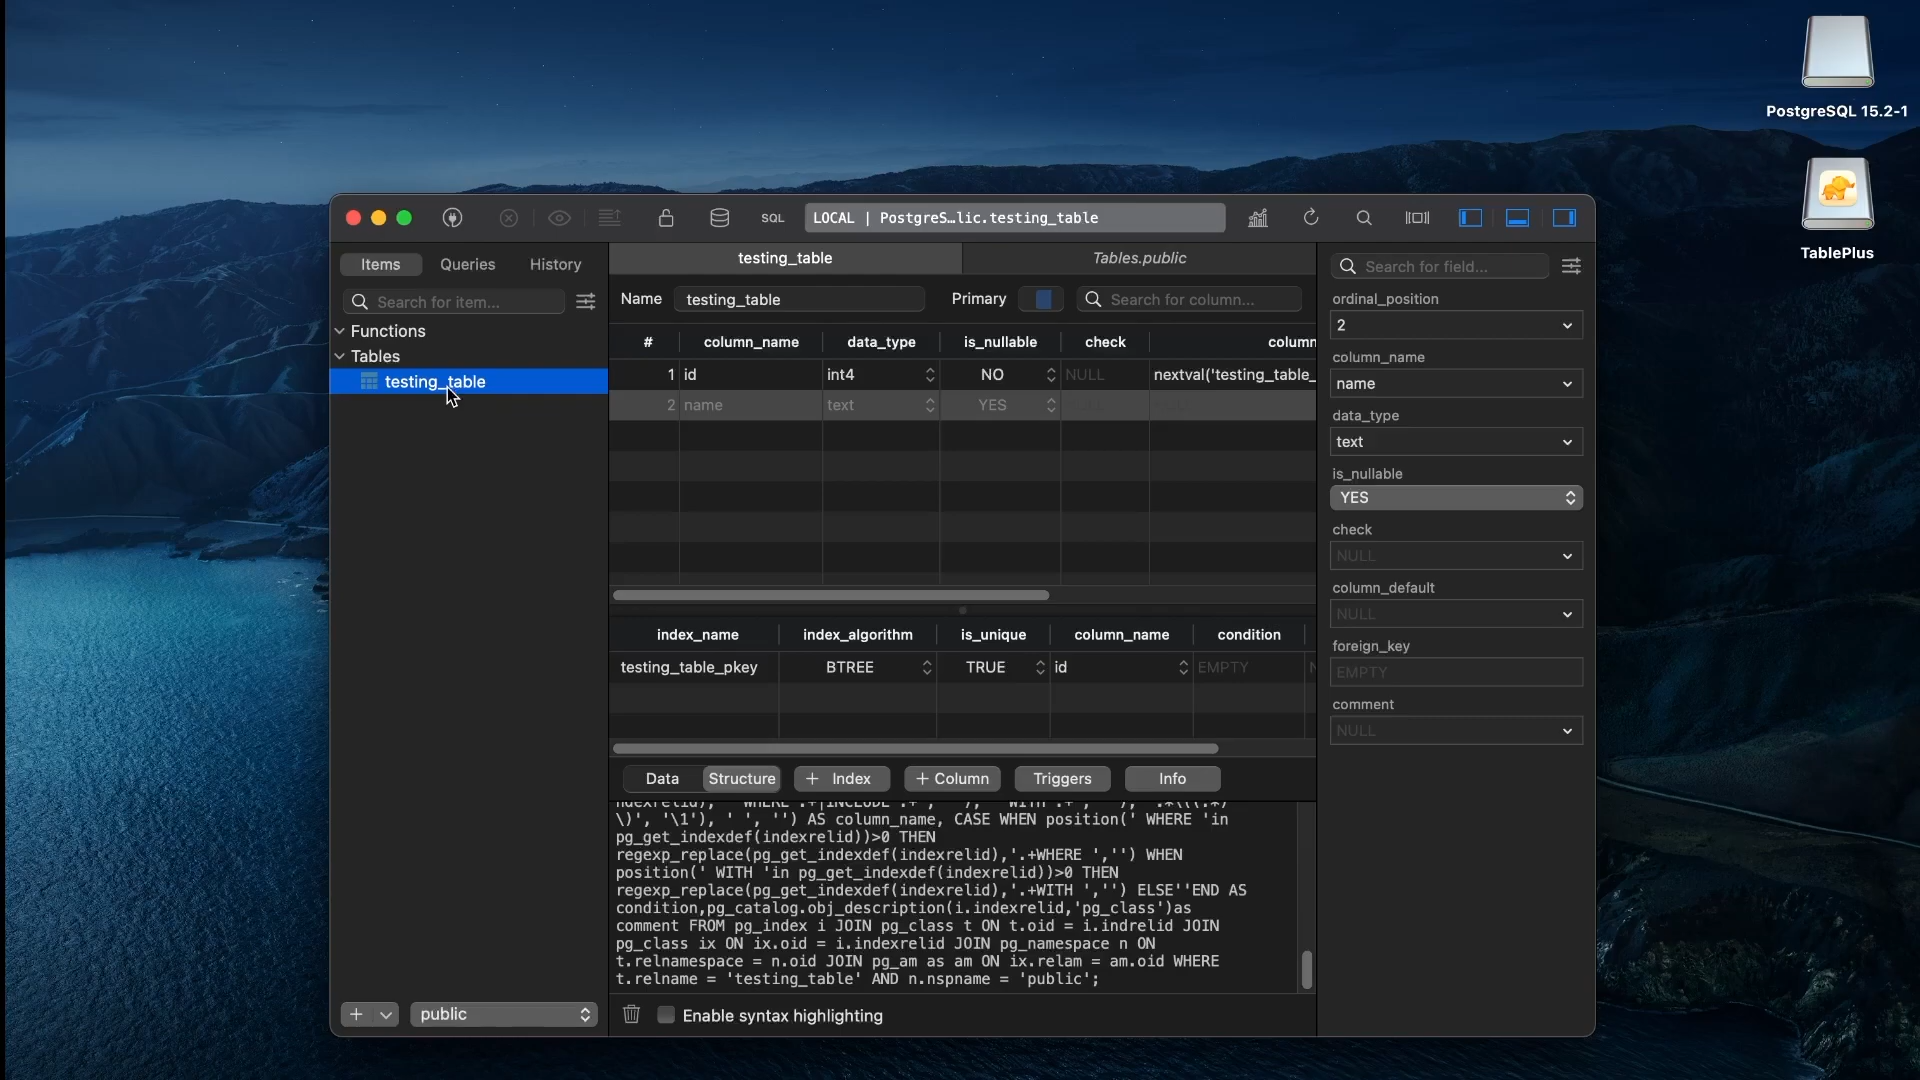 PostgreSQL 15.2-1
TablePlus
SQL
LOCAL | PostgreS…lic.testing_table
Items
Queries
History
Search for item...
Functions
Tables
testing_table
public
testing_table
Tables.public
Name
testing_table
Primary
Search for column...
# column_name data_type is_nullable check column
1 id int4 NO NULL nextval('testing_table_
2 name text YES
index_name index_algorithm is_unique column_name condition
testing_table_pkey BTREE TRUE id EMPTY
Data
Structure
+ Index
+ Column
Triggers
Info
\)', '\1'), ' ', '') AS column_name, CASE WHEN position(' WHERE 'in
pg_get_indexdef(indexrelid))>0 THEN
regexp_replace(pg_get_indexdef(indexrelid),'.+WHERE ','') WHEN
position(' WITH 'in pg_get_indexdef(indexrelid))>0 THEN
regexp_replace(pg_get_indexdef(indexrelid),'.+WITH ','') ELSE''END AS
condition,pg_catalog.obj_description(i.indexrelid,'pg_class')as
comment FROM pg_index i JOIN pg_class t ON t.oid = i.indrelid JOIN
pg_class ix ON ix.oid = i.indexrelid JOIN pg_namespace n ON
t.relnamespace = n.oid JOIN pg_am as am ON ix.relam = am.oid WHERE
t.relname = 'testing_table' AND n.nspname = 'public';
Enable syntax highlighting
Search for field...
ordinal_position
2
column_name
name
data_type
text
is_nullable
YES
check
NULL
column_default
NULL
foreign_key
EMPTY
comment
NULL